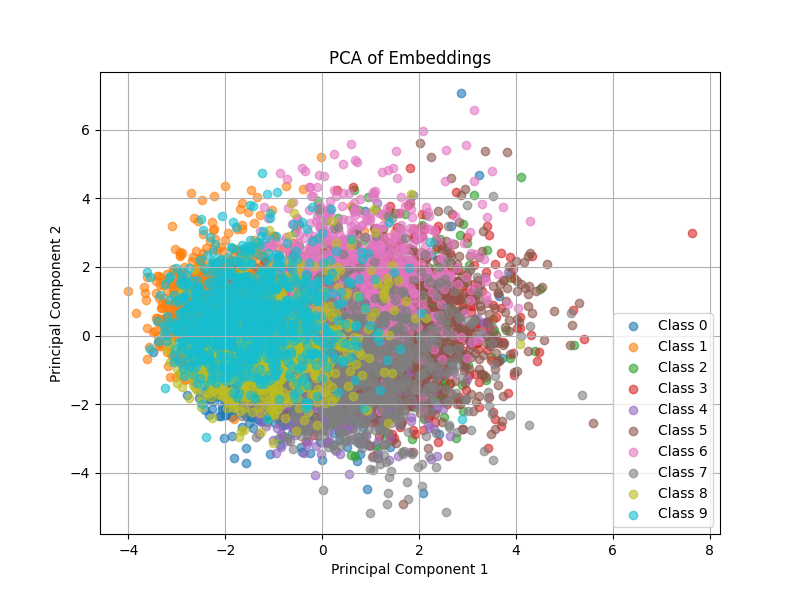 PCA of Embeddings
6
4
2
0
−2
−4
Principal Component 2
−4 −2 0 2 4 6 8
Principal Component 1
Class 0
Class 1
Class 2
Class 3
Class 4
Class 5
Class 6
Class 7
Class 8
Class 9